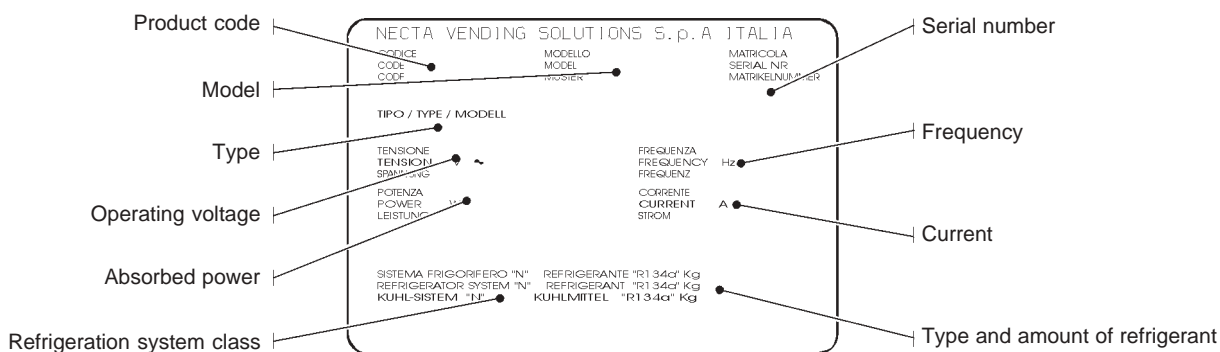 Product code
Model
Type
Operating voltage
Absorbed power
Refrigeration system class
NECTA VENDING SOLUTIONS S.p.A ITALIA
CODICE MODELLO MATRICOLA
CODE MODEL SERIAL NR
CODE MUSTER MATRIKELNUMMER
TIPO / TYPE / MODELL
TENSIONE FREQUENZA
TENSION V ~ FREQUENCY Hz
SPANNUNG FREQUENZ
POTENZA CORRENTE
POWER W CURRENT A
LEISTUNG STROM
SISTEMA FRIGORIFERO "N" REFRIGERANTE "R134a" Kg
REFRIGERATOR SYSTEM "N" REFRIGERANT "R134a" Kg
KUHL-SISTEM "N" KUHLMITTEL "R134a" Kg
Serial number
Frequency
Current
Type and amount of refrigerant